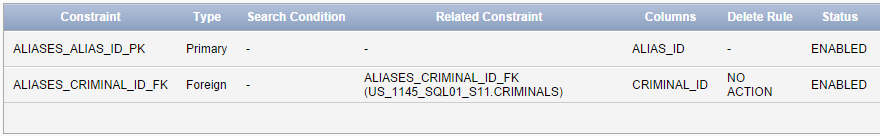 Constraint Type Search Condition Related Constraint Columns Delete Rule Status
ALIASES_ALIAS_ID_PK Primary - - ALIAS_ID - ENABLED
ALIASES_CRIMINAL_ID_FK Foreign - ALIASES_CRIMINAL_ID_FK (US_1145_SQL01_S11.CRIMINALS) CRIMINAL_ID NO ACTION ENABLED